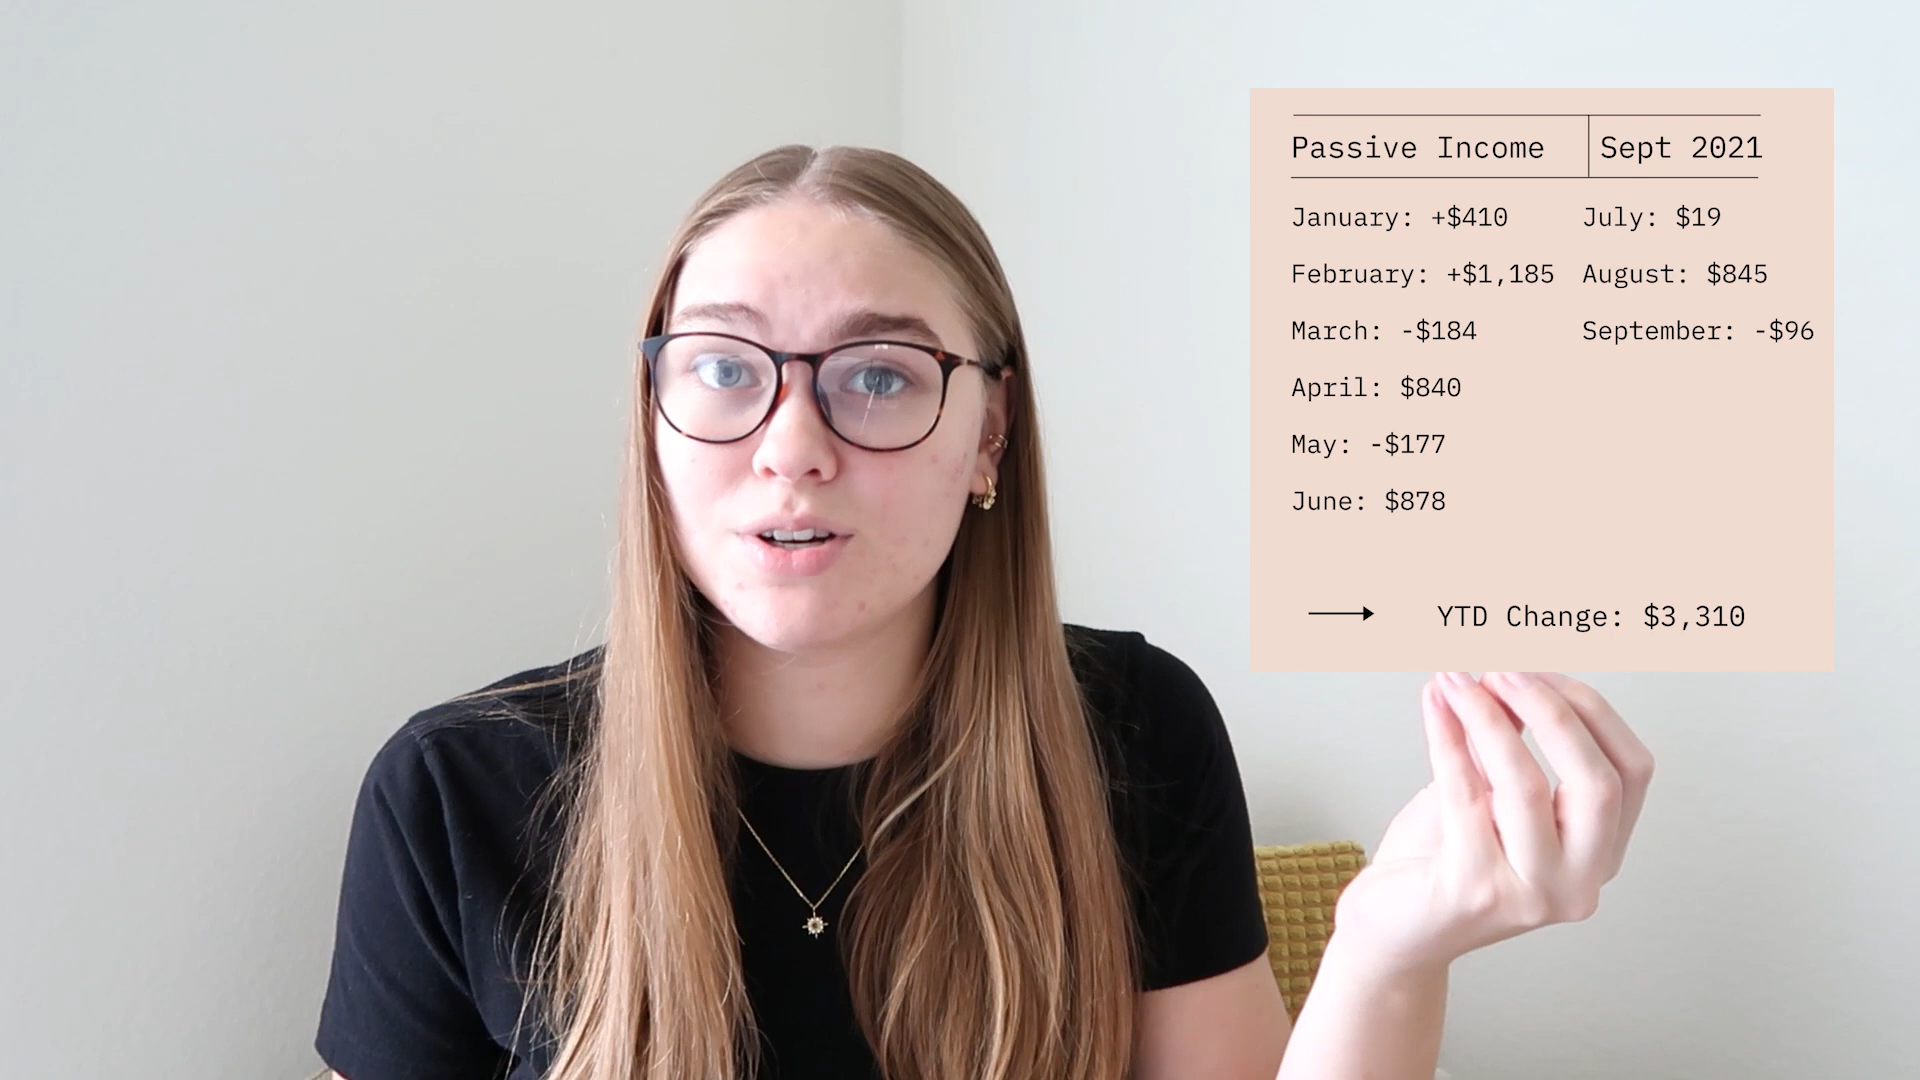 Passive Income Sept 2021
January: +$410
February: +$1,185
March: -$184
April: $840
May: -$177
June: $878
July: $19
August: $845
September: -$96
YTD Change: $3,310